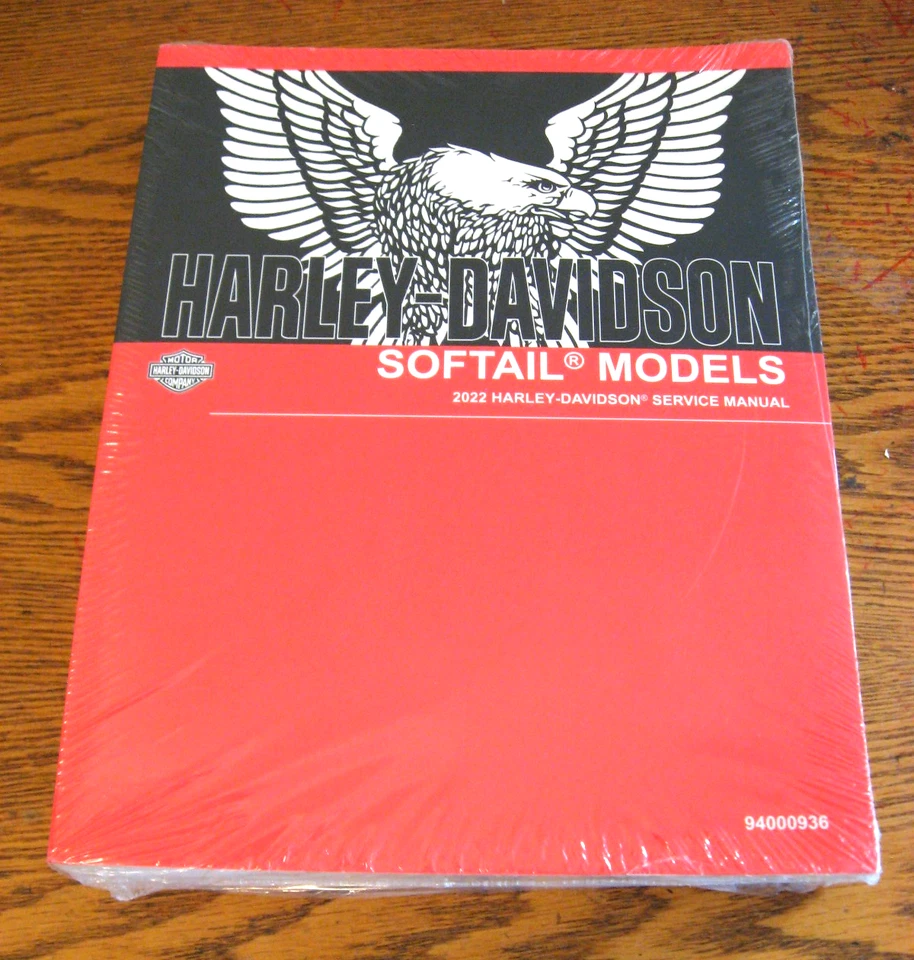 HARLEY-DAVIDSON
SOFTAIL® MODELS
MOTOR
HARLEY-DAVIDSON
COMPANY
2022 HARLEY-DAVIDSON® SERVICE MANUAL
94000936